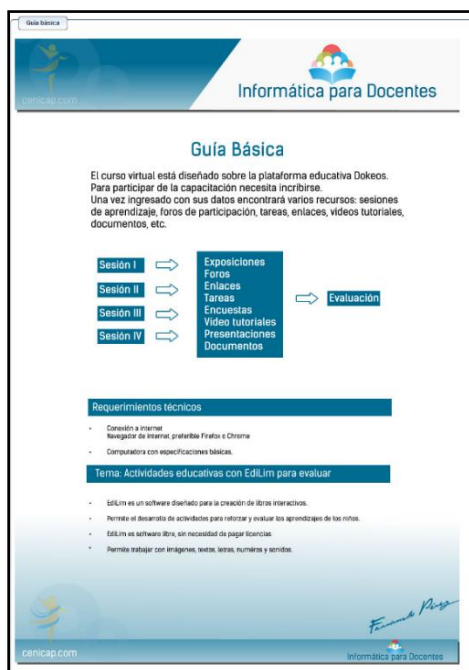 Guía básica
cenicap.com
Informática para Docentes
Guía Básica
El curso virtual está diseñado sobre la plataforma educativa Dokeos.
Para participar de la capacitación necesita incribirse.
Una vez ingresado con sus datos encontrará varios recursos: sesiones
de aprendizaje, foros de participación, tareas, enlaces, videos tutoriales,
documentos, etc.
Sesión I
Sesión II
Sesión III
Sesión IV
Exposiciones
Foros
Enlaces
Tareas
Encuestas
Video tutoriales
Presentaciones
Documentos
Evaluación
Requerimientos técnicos
- Conexión a internet
Navegador de internet, preferible Firefox o Chrome
- Computadora con especificaciones básicas.
Tema: Actividades educativas con EdiLim para evaluar
- EdiLim es un software diseñado para la creación de libros interactivos.
- Permite el desarrollo de actividades para reforzar y evaluar los aprendizajes de los niños.
- EdiLim es software libre, sin necesidad de pagar licencias
* Permite trabajar con imágenes, textos, letras, numéros y sonidos.
Fernando Pérez
cenicap.com
Informática para Docentes